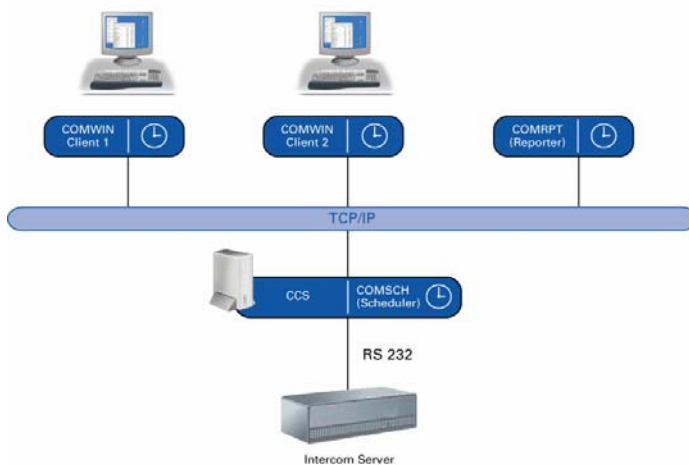 COMWIN
Client 1
COMWIN
Client 2
COMRPT
(Reporter)
TCP/IP
CCS
COMSCH
(Scheduler)
RS 232
Intercom Server